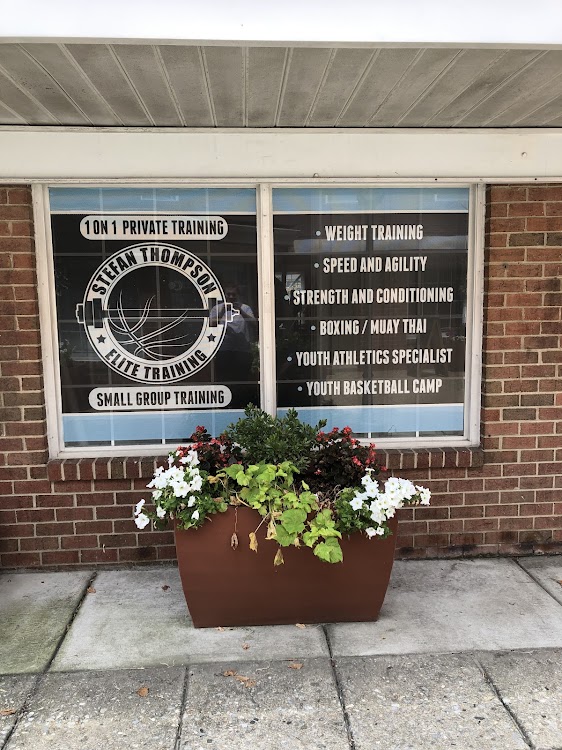 1 ON 1 PRIVATE TRAINING
STEFAN THOMPSON
ELITE TRAINING
SMALL GROUP TRAINING
• WEIGHT TRAINING
• SPEED AND AGILITY
• STRENGTH AND CONDITIONING
• BOXING / MUAY THAI
• YOUTH ATHLETICS SPECIALIST
• YOUTH BASKETBALL CAMP